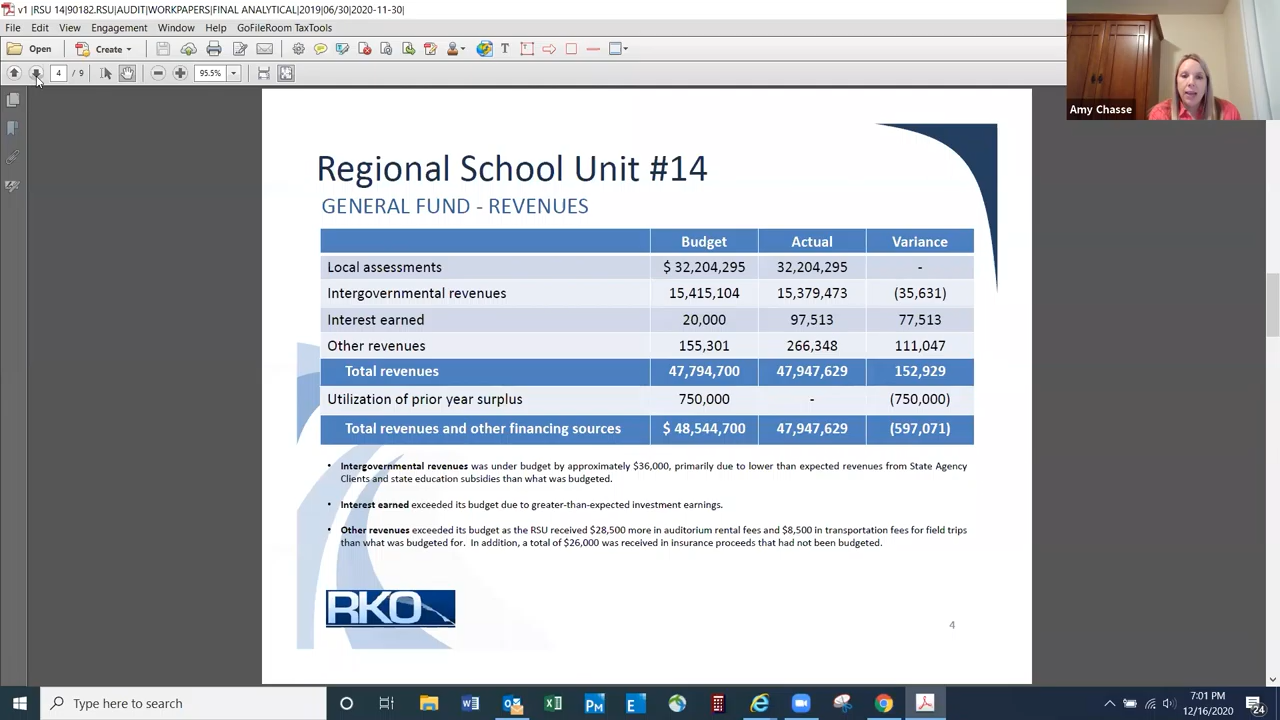 v1 |RSU 14|90182.RSU|AUDIT|WORKPAPERS|FINAL ANALYTICAL|2019|06/30|2020-11-30|
File Edit View Engagement Window Help GoFileRoom TaxTools
Open Create
4 / 9 95.5%
Amy Chasse
Regional School Unit #14
GENERAL FUND - REVENUES
Budget Actual Variance
Local assessments $ 32,204,295 32,204,295 -
Intergovernmental revenues 15,415,104 15,379,473 (35,631)
Interest earned 20,000 97,513 77,513
Other revenues 155,301 266,348 111,047
Total revenues 47,794,700 47,947,629 152,929
Utilization of prior year surplus 750,000 - (750,000)
Total revenues and other financing sources $ 48,544,700 47,947,629 (597,071)
• Intergovernmental revenues was under budget by approximately $36,000, primarily due to lower than expected revenues from State Agency
Clients and state education subsidies than what was budgeted.
• Interest earned exceeded its budget due to greater-than-expected investment earnings.
• Other revenues exceeded its budget as the RSU received $28,500 more in auditorium rental fees and $8,500 in transportation fees for field trips
than what was budgeted for. In addition, a total of $26,000 was received in insurance proceeds that had not been budgeted.
RKO
4
Type here to search
7:01 PM
12/16/2020
24